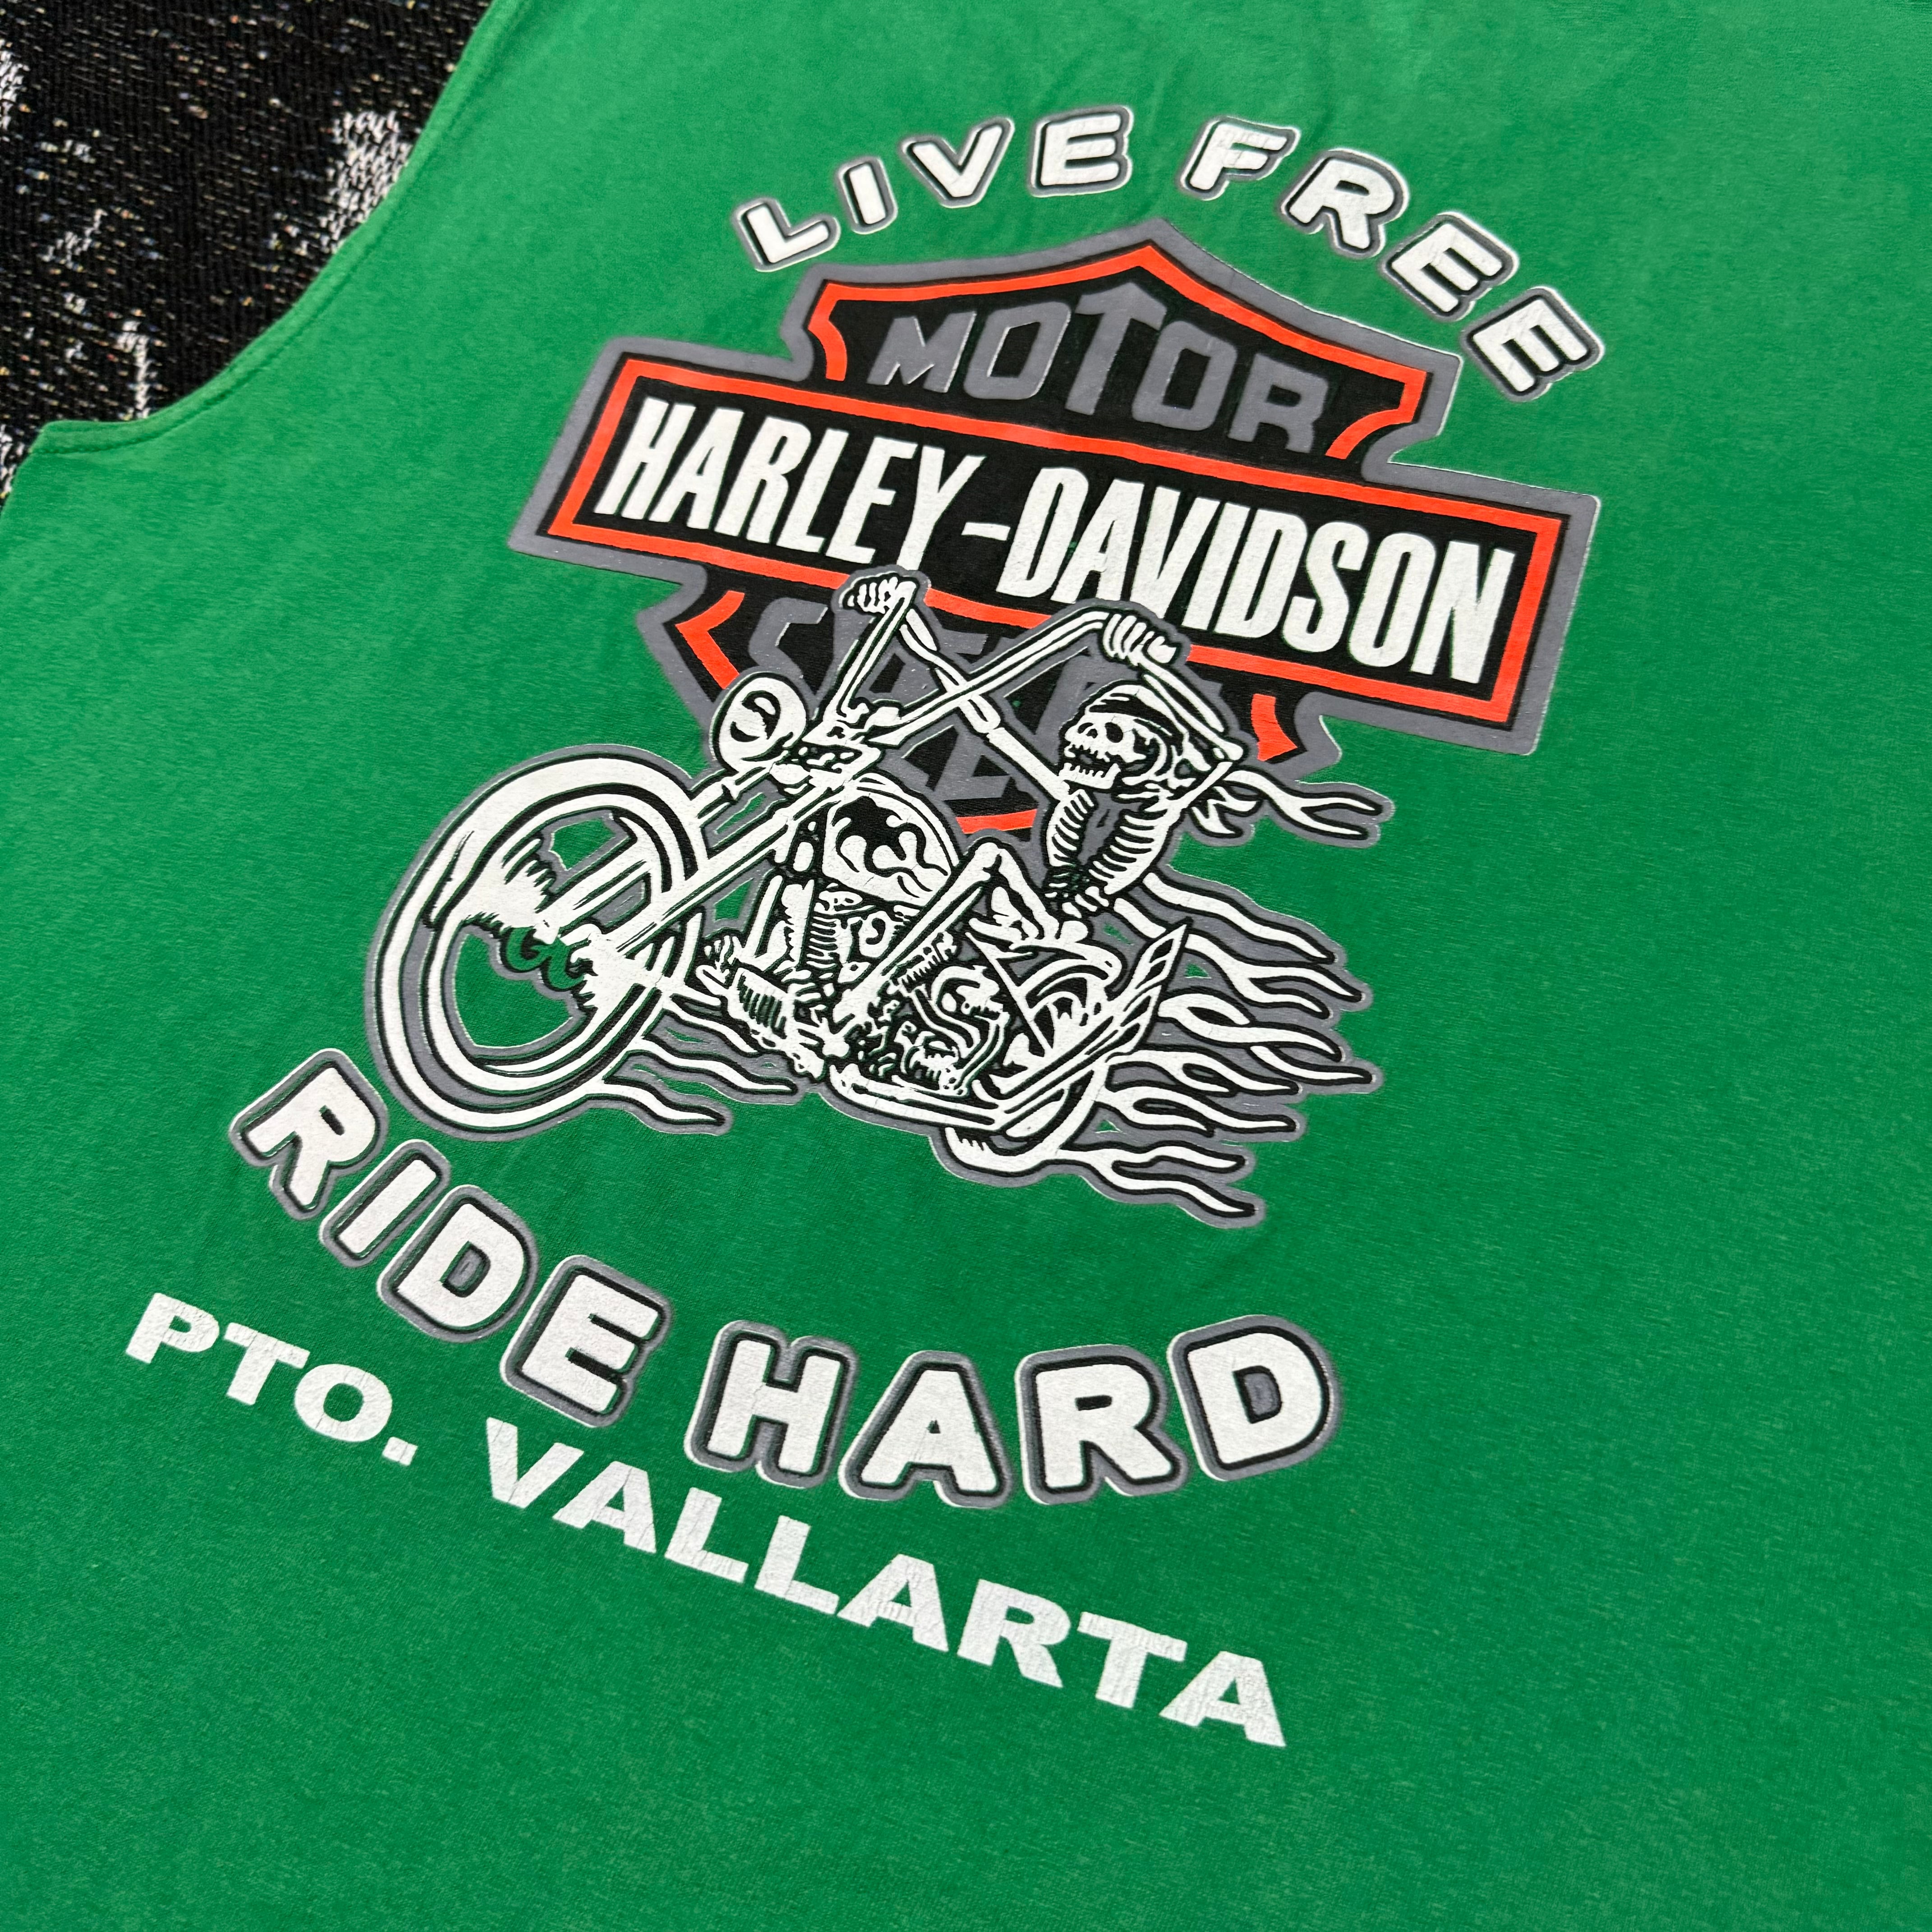 LIVE FREE
MOTOR
HARLEY-DAVIDSON
RIDE HARD
PTO. VALLARTA